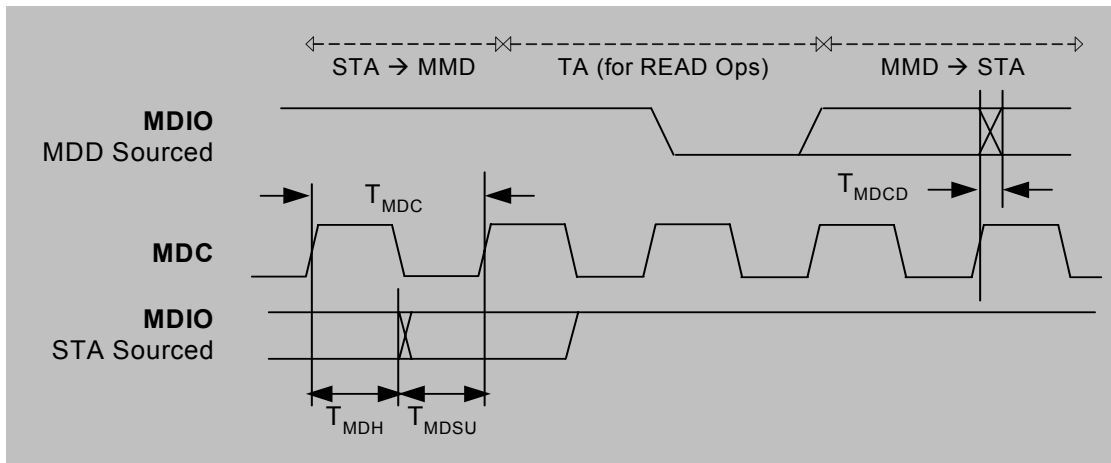 STA → MMD
TA (for READ Ops)
MMD → STA
MDIO
MDD Sourced
T_MDC
T_MDCD
MDC
MDIO
STA Sourced
T_MDH
T_MDSU